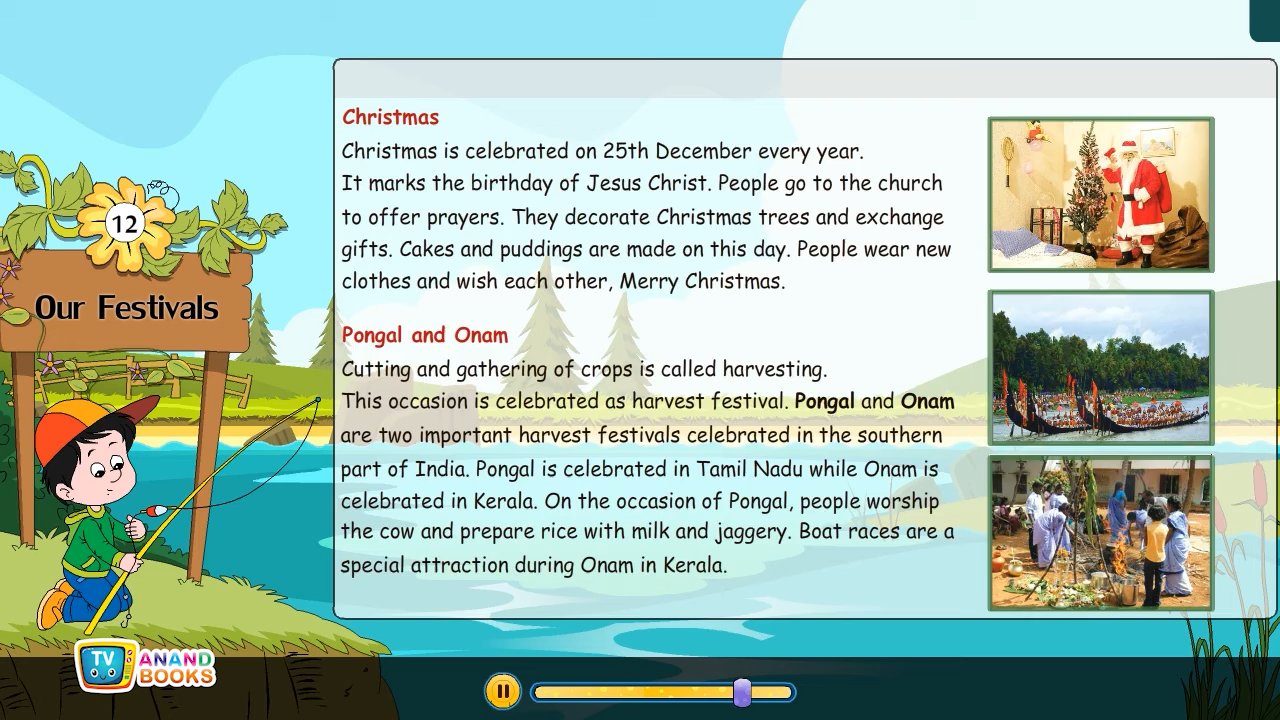 12
Our Festivals
Christmas
Christmas is celebrated on 25th December every year.
It marks the birthday of Jesus Christ. People go to the church
to offer prayers. They decorate Christmas trees and exchange
gifts. Cakes and puddings are made on this day. People wear new
clothes and wish each other, Merry Christmas.
Pongal and Onam
Cutting and gathering of crops is called harvesting.
This occasion is celebrated as harvest festival. Pongal and Onam
are two important harvest festivals celebrated in the southern
part of India. Pongal is celebrated in Tamil Nadu while Onam is
celebrated in Kerala. On the occasion of Pongal, people worship
the cow and prepare rice with milk and jaggery. Boat races are a
special attraction during Onam in Kerala.
TV
ANAND
BOOKS